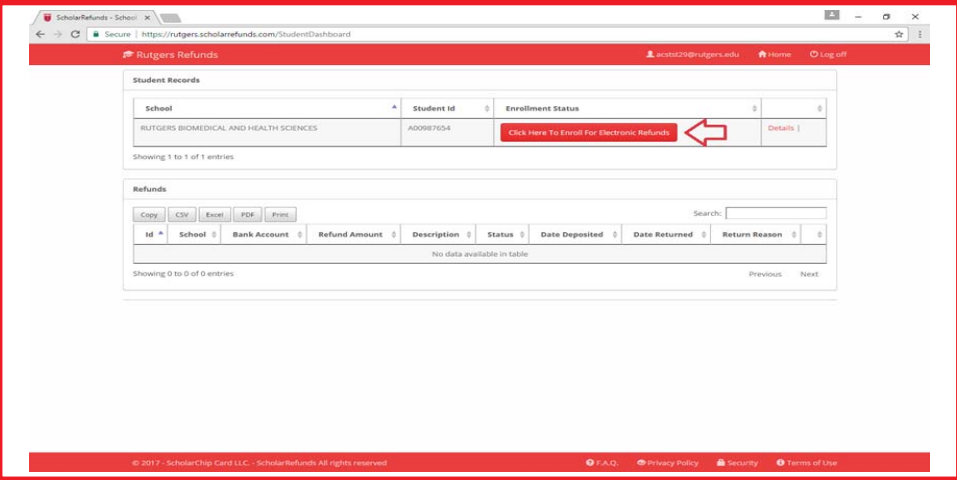 ScholarRefunds - School
Secure | https://rutgers.scholarrefunds.com/StudentDashboard
Rutgers Refunds acstst29@rutgers.edu Home Log off
Student Records
School Student Id Enrollment Status
RUTGERS BIOMEDICAL AND HEALTH SCIENCES A00987654 Click Here To Enroll For Electronic Refunds Details |
Showing 1 to 1 of 1 entries
Refunds
Copy CSV Excel PDF Print Search:
Id School Bank Account Refund Amount Description Status Date Deposited Date Returned Return Reason
No data available in table
Showing 0 to 0 of 0 entries Previous Next
© 2017 - ScholarChip Card LLC. - ScholarRefunds All rights reserved F.A.Q. Privacy Policy Security Terms of Use